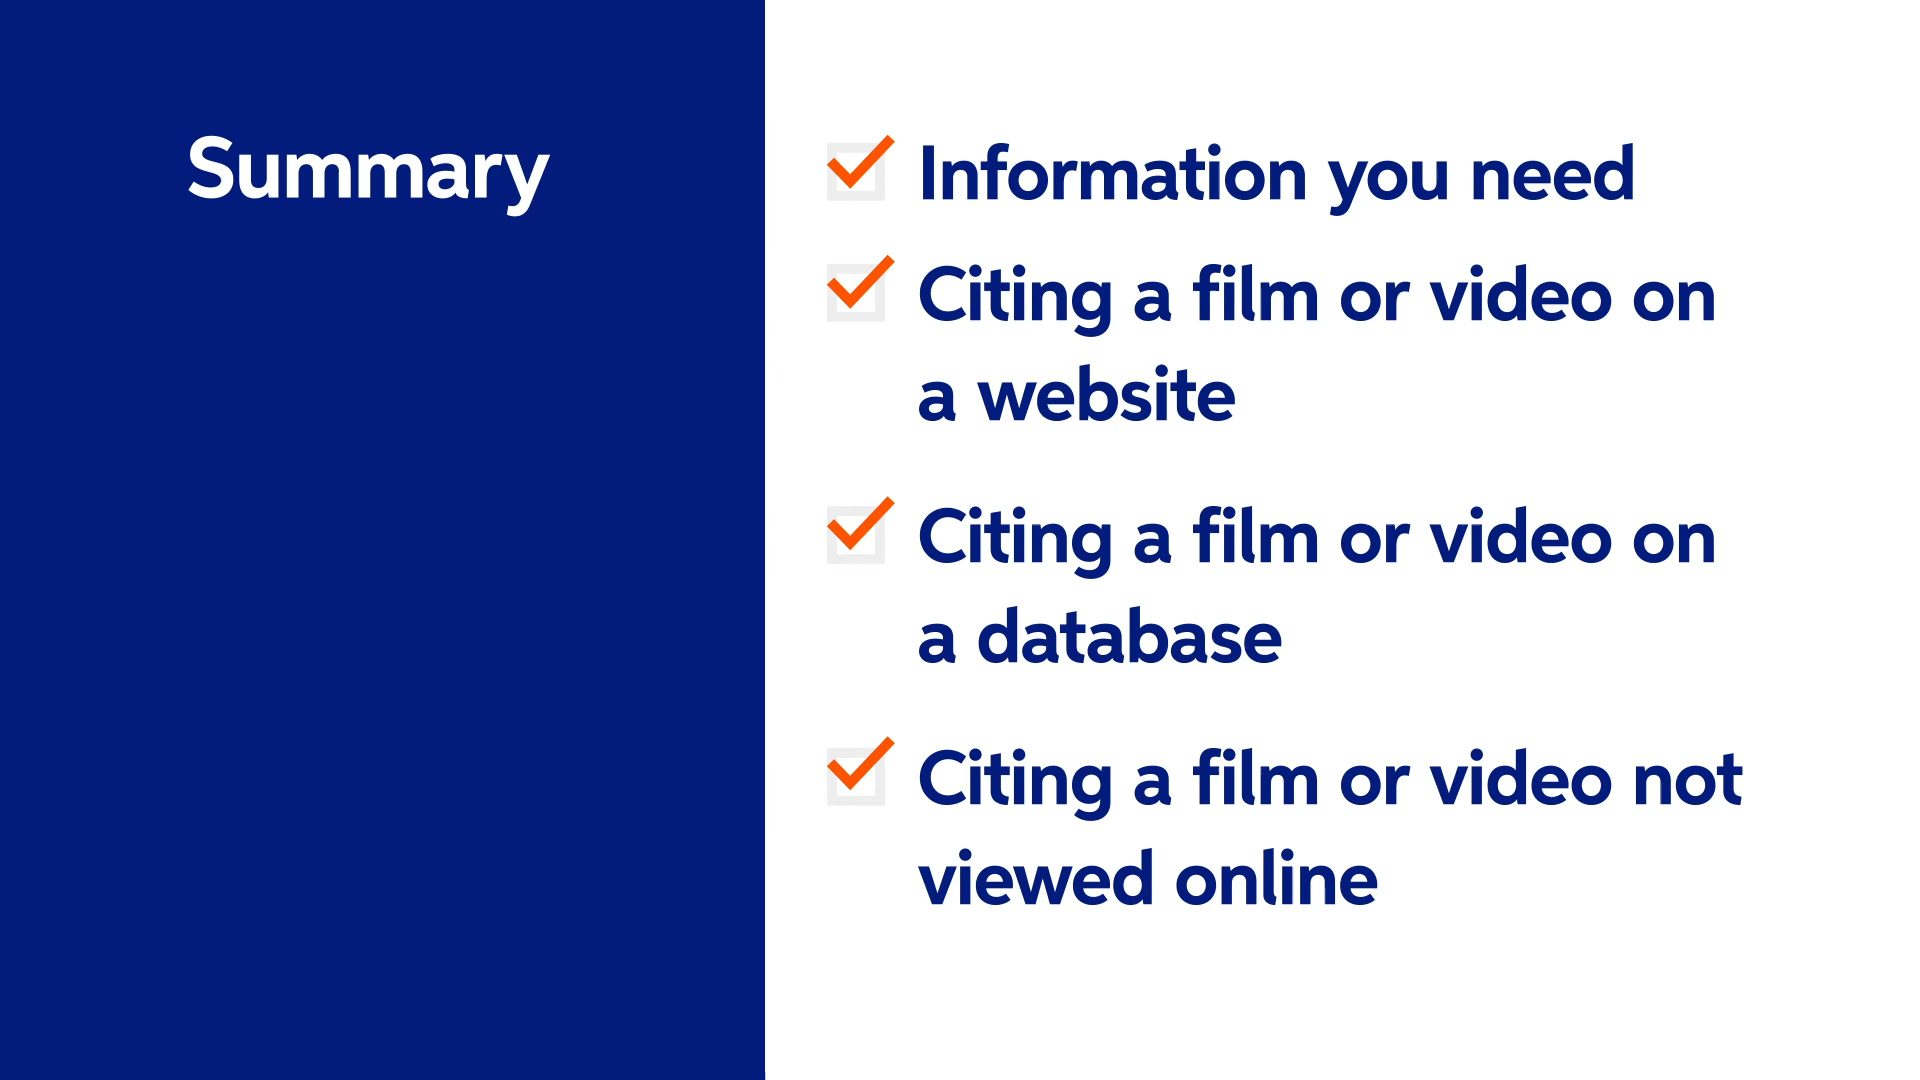 Summary
Information you need
Citing a film or video on
a website
Citing a film or video on
a database
Citing a film or video not
viewed online